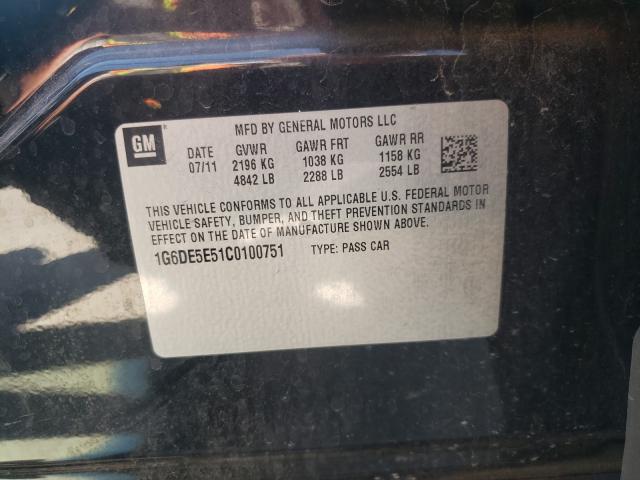 GM
MFD BY GENERAL MOTORS LLC
DATE GVWR GAWR FRT GAWR RR
07/11 2196 KG 1038 KG 1158 KG
4842 LB 2288 LB 2554 LB
THIS VEHICLE CONFORMS TO ALL APPLICABLE U.S. FEDERAL MOTOR
VEHICLE SAFETY, BUMPER, AND THEFT PREVENTION STANDARDS IN
EFFECT ON THE DATE OF MANUFACTURE SHOWN ABOVE.
1G6DE5E51C0100751 TYPE: PASS CAR